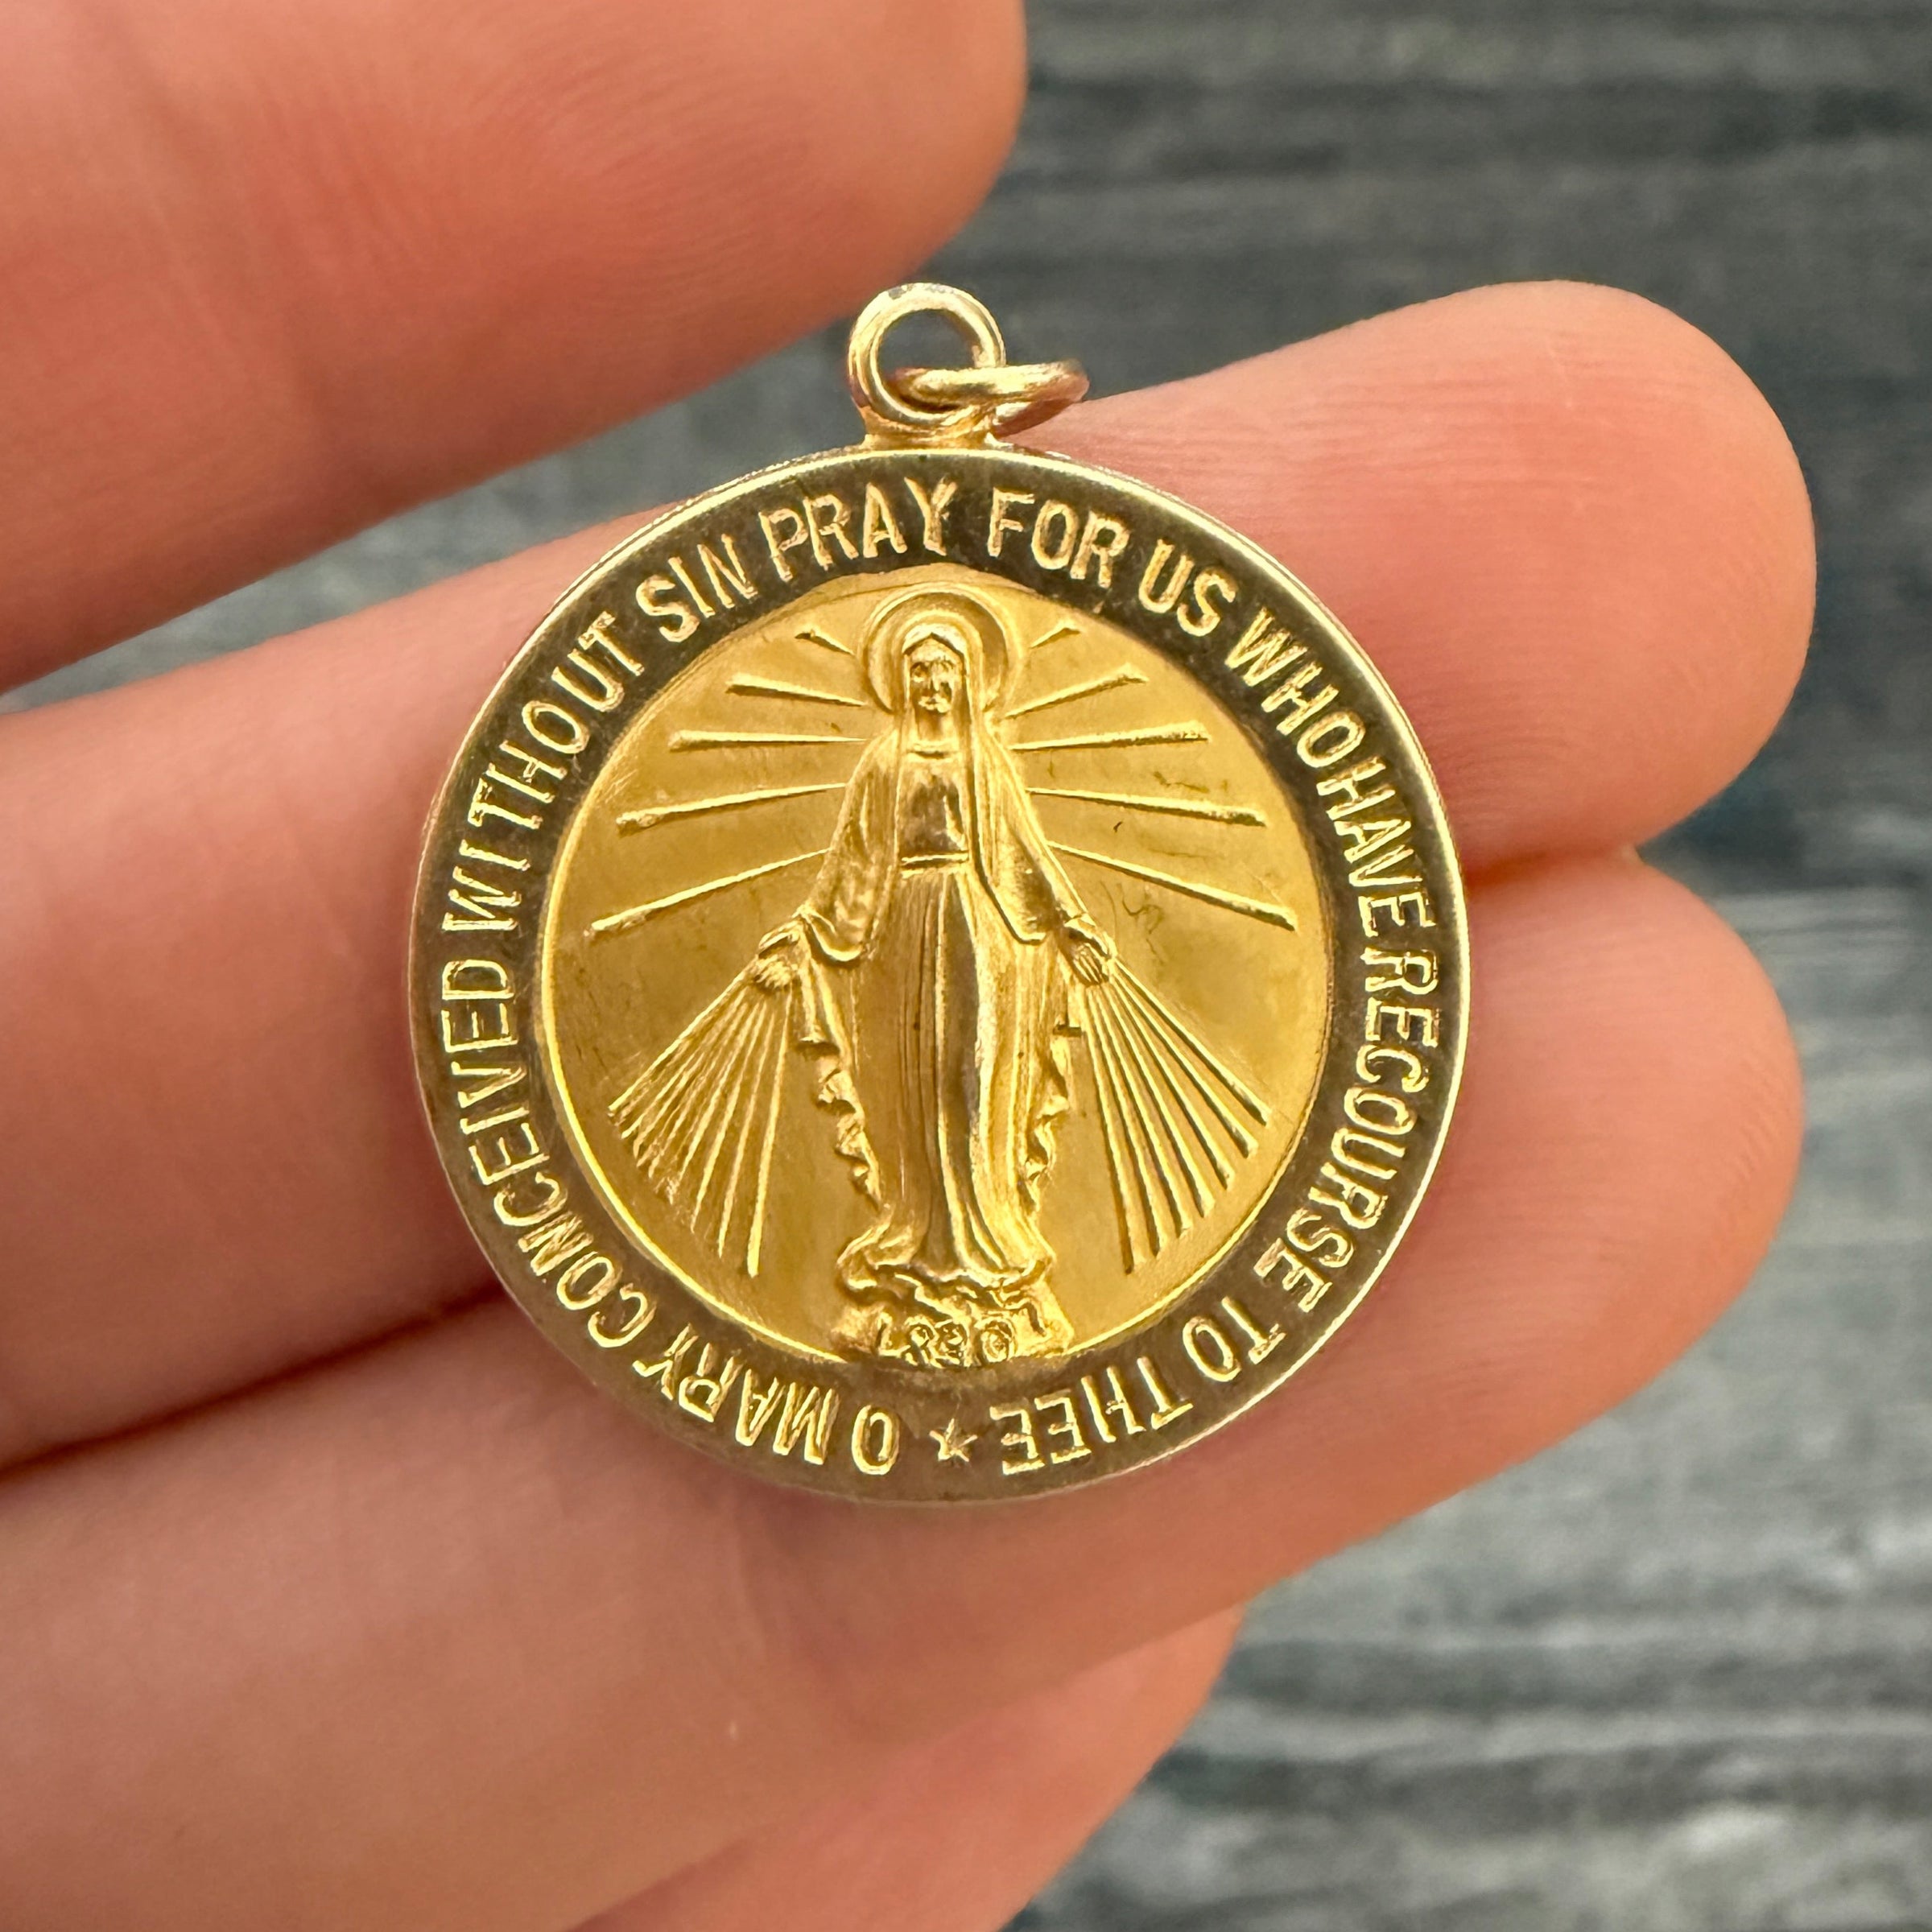 O MARY CONCEIVED WITHOUT SIN PRAY FOR US WHO HAVE RECOURSE TO THEE ★
1830